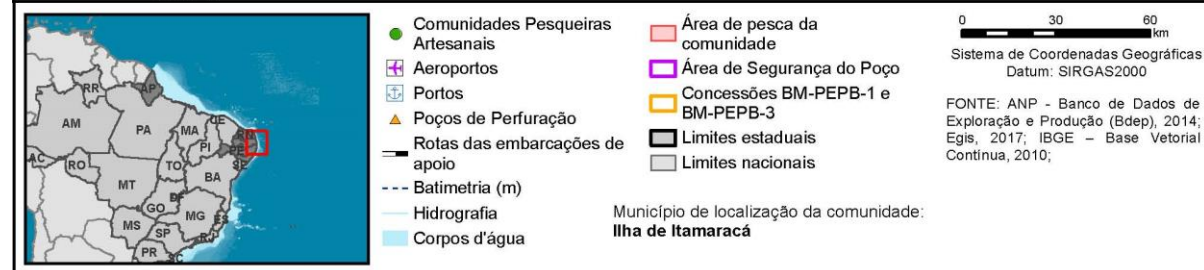 AP
RR
AM
PA
MA
CE
RN
PI
PE
AC
RO
TO
SE
BA
MT
DF
GO
MG
ES
MS
SP
RJ
PR
SC
Comunidades Pesqueiras
Artesanais
Aeroportos
Portos
Poços de Perfuração
Rotas das embarcações de
apoio
Batimetria (m)
Hidrografia
Corpos d'água
Área de pesca da
comunidade
Área de Segurança do Poço
Concessões BM-PEPB-1 e
BM-PEPB-3
Limites estaduais
Limites nacionais
Município de localização da comunidade:
Ilha de Itamaracá
0 30 60
km
Sistema de Coordenadas Geográficas
Datum: SIRGAS2000
FONTE: ANP - Banco de Dados de
Exploração e Produção (Bdep), 2014;
Egis, 2017; IBGE – Base Vetorial
Contínua, 2010;